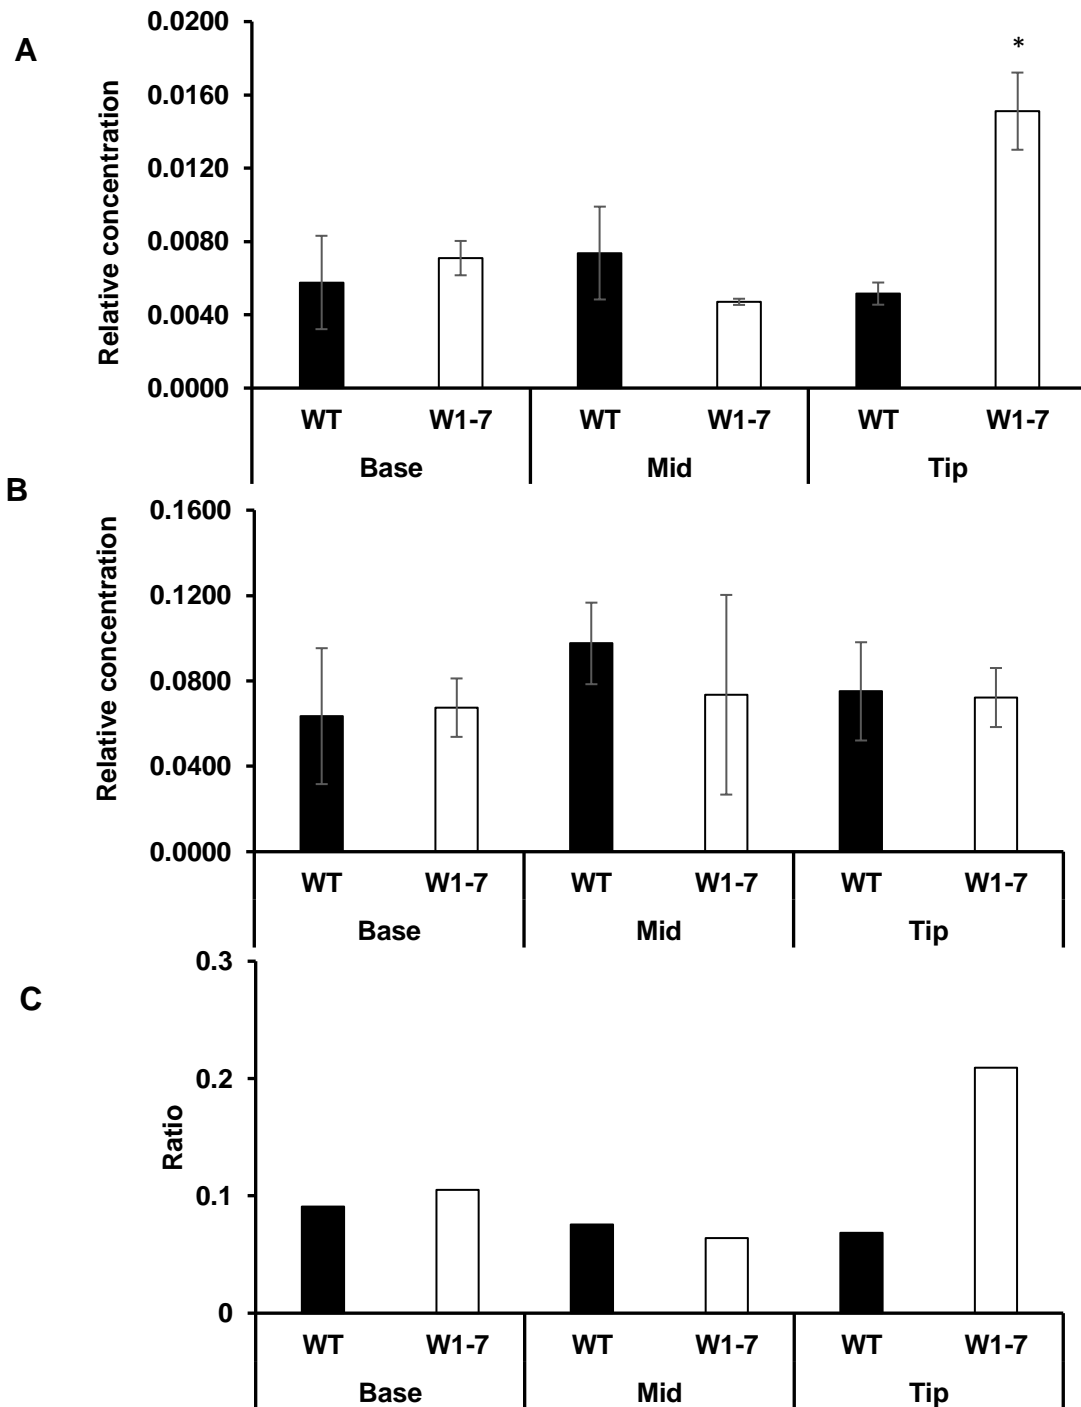 A
Relative concentration
0.0200
0.0160
0.0120
0.0080
0.0040
0.0000
*
WT W1-7 WT W1-7 WT W1-7
Base Mid Tip
B
Relative concentration
0.1600
0.1200
0.0800
0.0400
0.0000
WT W1-7 WT W1-7 WT W1-7
Base Mid Tip
C
Ratio
0.3
0.2
0.1
0
WT W1-7 WT W1-7 WT W1-7
Base Mid Tip